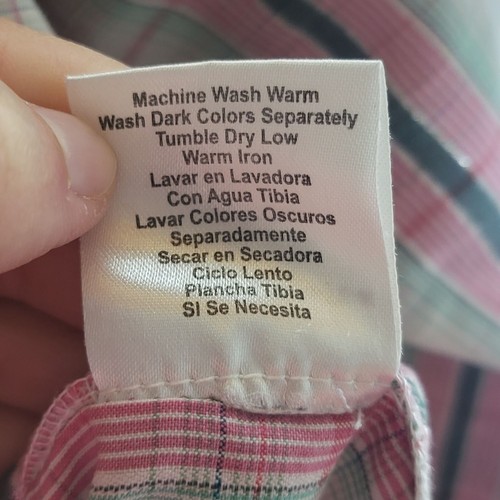 Machine Wash Warm
Wash Dark Colors Separately
Tumble Dry Low
Warm Iron
Lavar en Lavadora
Con Agua Tibia
Lavar Colores Oscuros
Separadamente
Secar en Secadora
Ciclo Lento
Plancha Tibia
SI Se Necesita